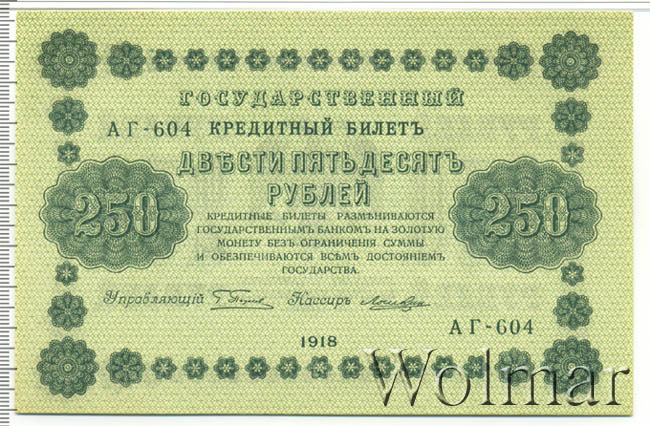 ГОСУДАРСТВЕННЫЙ
АГ-604 КРЕДИТНЫЙ БИЛЕТЪ
ДВѢСТИ ПЯТЬДЕСЯТЪ
РУБЛЕЙ
250 250
КРЕДИТНЫЕ БИЛЕТЫ РАЗМѢНИВАЮТСЯ
ГОСУДАРСТВЕННЫМЪ БАНКОМЪ НА ЗОЛОТУЮ
МОНЕТУ БЕЗЪ ОГРАНИЧЕНІЯ СУММЫ
И ОБЕЗПЕЧИВАЮТСЯ ВСѢМЪ ДОСТОЯНІЕМЪ
ГОСУДАРСТВА.
Управляющій Кассиръ
АГ-604
1918
Wolmar